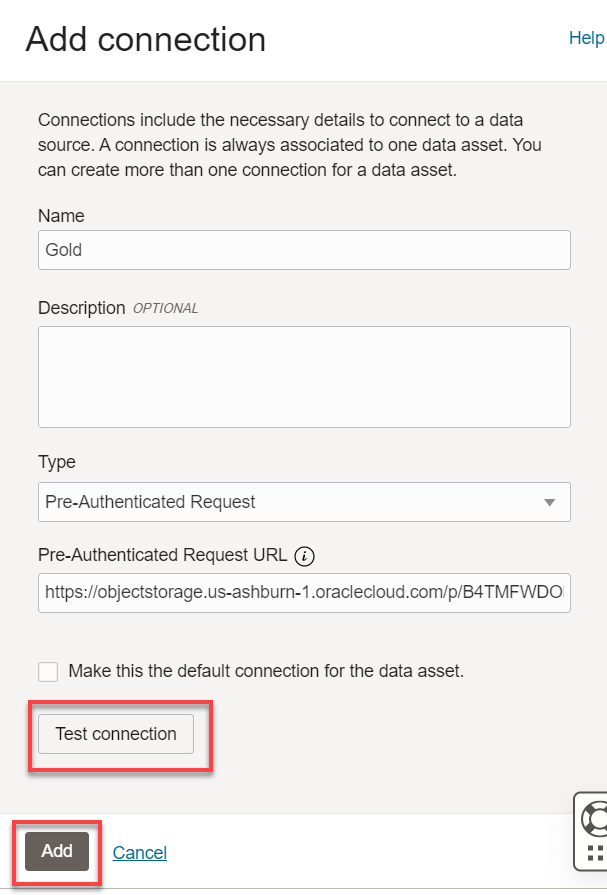 Add connection
Help
Connections include the necessary details to connect to a data
source. A connection is always associated to one data asset. You
can create more than one connection for a data asset.
Name
Gold
Description OPTIONAL
Type
Pre-Authenticated Request
Pre-Authenticated Request URL i
https://objectstorage.us-ashburn-1.oraclecloud.com/p/B4TMFWDO
Make this the default connection for the data asset.
Test connection
Add
Cancel